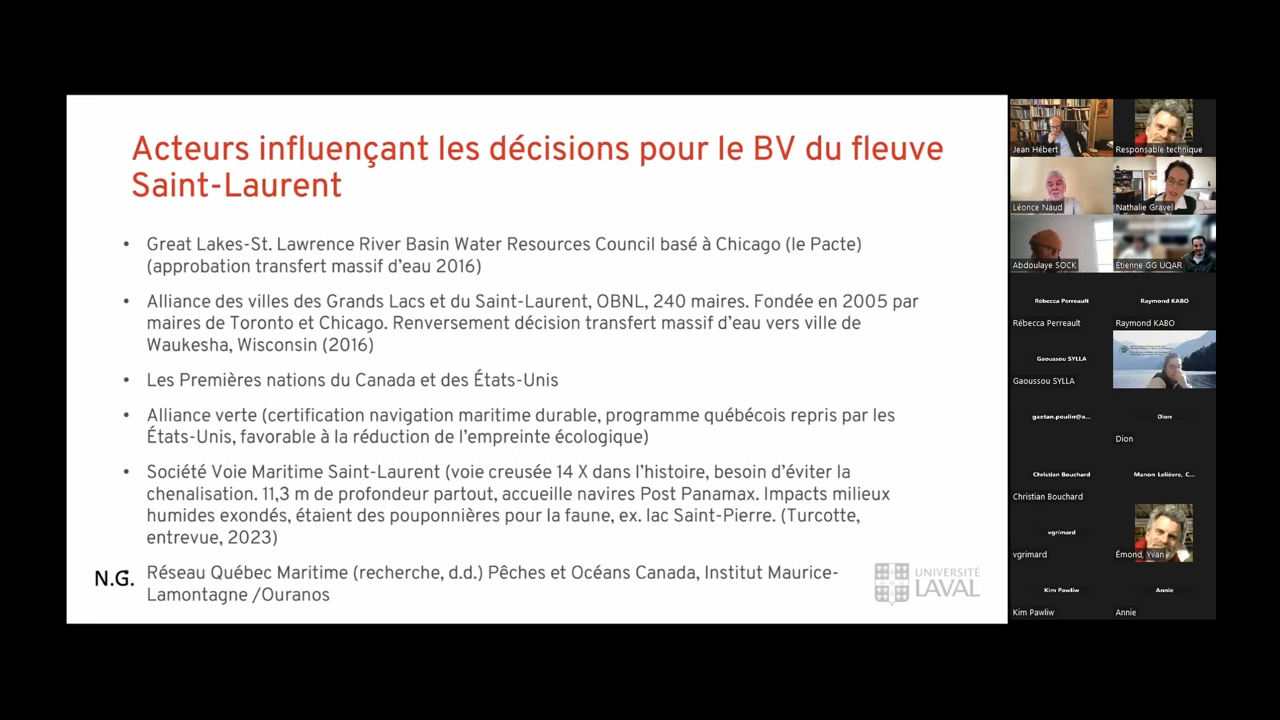 Acteurs influençant les décisions pour le BV du fleuve
Saint-Laurent
• Great Lakes-St. Lawrence River Basin Water Resources Council basé à Chicago (le Pacte)
(approbation transfert massif d'eau 2016)
• Alliance des villes des Grands Lacs et du Saint-Laurent, OBNL, 240 maires. Fondée en 2005 par
maires de Toronto et Chicago. Renversement décision transfert massif d'eau vers ville de
Waukesha, Wisconsin (2016)
• Les Premières nations du Canada et des États-Unis
• Alliance verte (certification navigation maritime durable, programme québécois repris par les
États-Unis, favorable à la réduction de l'empreinte écologique)
• Société Voie Maritime Saint-Laurent (voie creusée 14 X dans l'histoire, besoin d'éviter la
chenalisation. 11,3 m de profondeur partout, accueille navires Post Panamax. Impacts milieux
humides exondés, étaient des pouponnières pour la faune, ex. lac Saint-Pierre. (Turcotte,
entrevue, 2023)
N.G. Réseau Québec Maritime (recherche, d.d.) Pêches et Océans Canada, Institut Maurice-
Lamontagne /Ouranos
UNIVERSITÉ
LAVAL
Jean Hébert
Responsable technique
Léonce Naud
Nathalie Gravel
Abdoulaye SOCK
Étienne GG UQAR
Rébecca Perreault
Raymond KABO
Rébecca Perreault
Raymond KABO
Gaoussou SYLLA
Gaoussou SYLLA
gaetan.poulin@a...
Dion
Dion
Christian Bouchard
Manon Lelièvre, C...
Christian Bouchard
vgrimard
vgrimard
Émond, Yvan
Kim Pawliw
Annie
Kim Pawliw
Annie